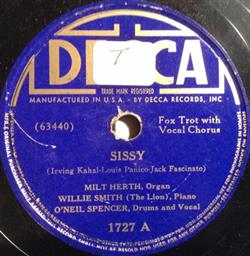 T
DECCA
TRADE MARK REGISTERED
MANUFACTURED IN U.S.A. • BY DECCA RECORDS, INC
(63440)
Fox Trot with
Vocal Chorus
SISSY
(Irving Kahal-Louis Panico-Jack Fascinato)
MILT HERTH, Organ
WILLIE SMITH (The Lion), Piano
O'NEIL SPENCER, Drums and Vocal
1727 A